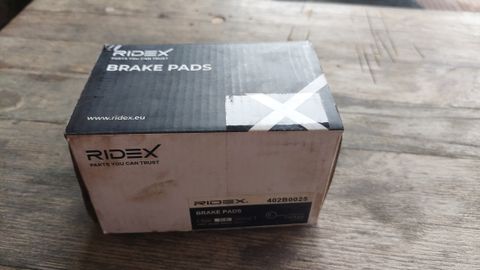 RIDEX
PARTS YOU CAN TRUST
BRAKE PADS
www.ridex.eu
RIDEX
PARTS YOU CAN TRUST
RIDEX
402B0025
BRAKE PADS